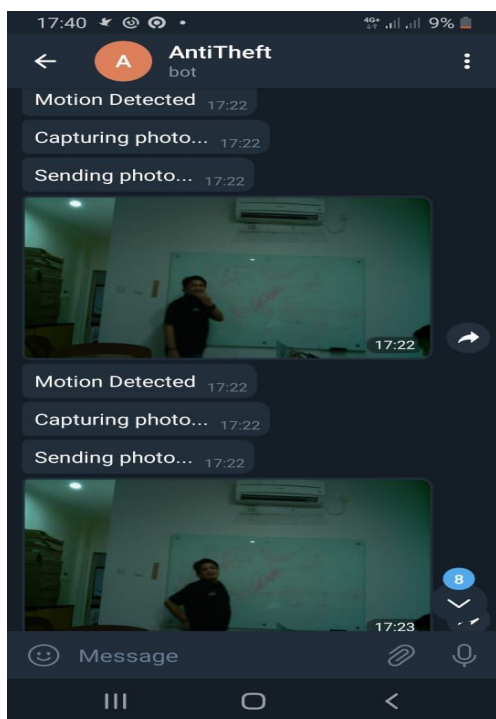 17:40
4G+ 9%
A
AntiTheft
bot
Motion Detected 17:22
Capturing photo... 17:22
Sending photo... 17:22
17:22
Motion Detected 17:22
Capturing photo... 17:22
Sending photo... 17:22
8
17:23
Message